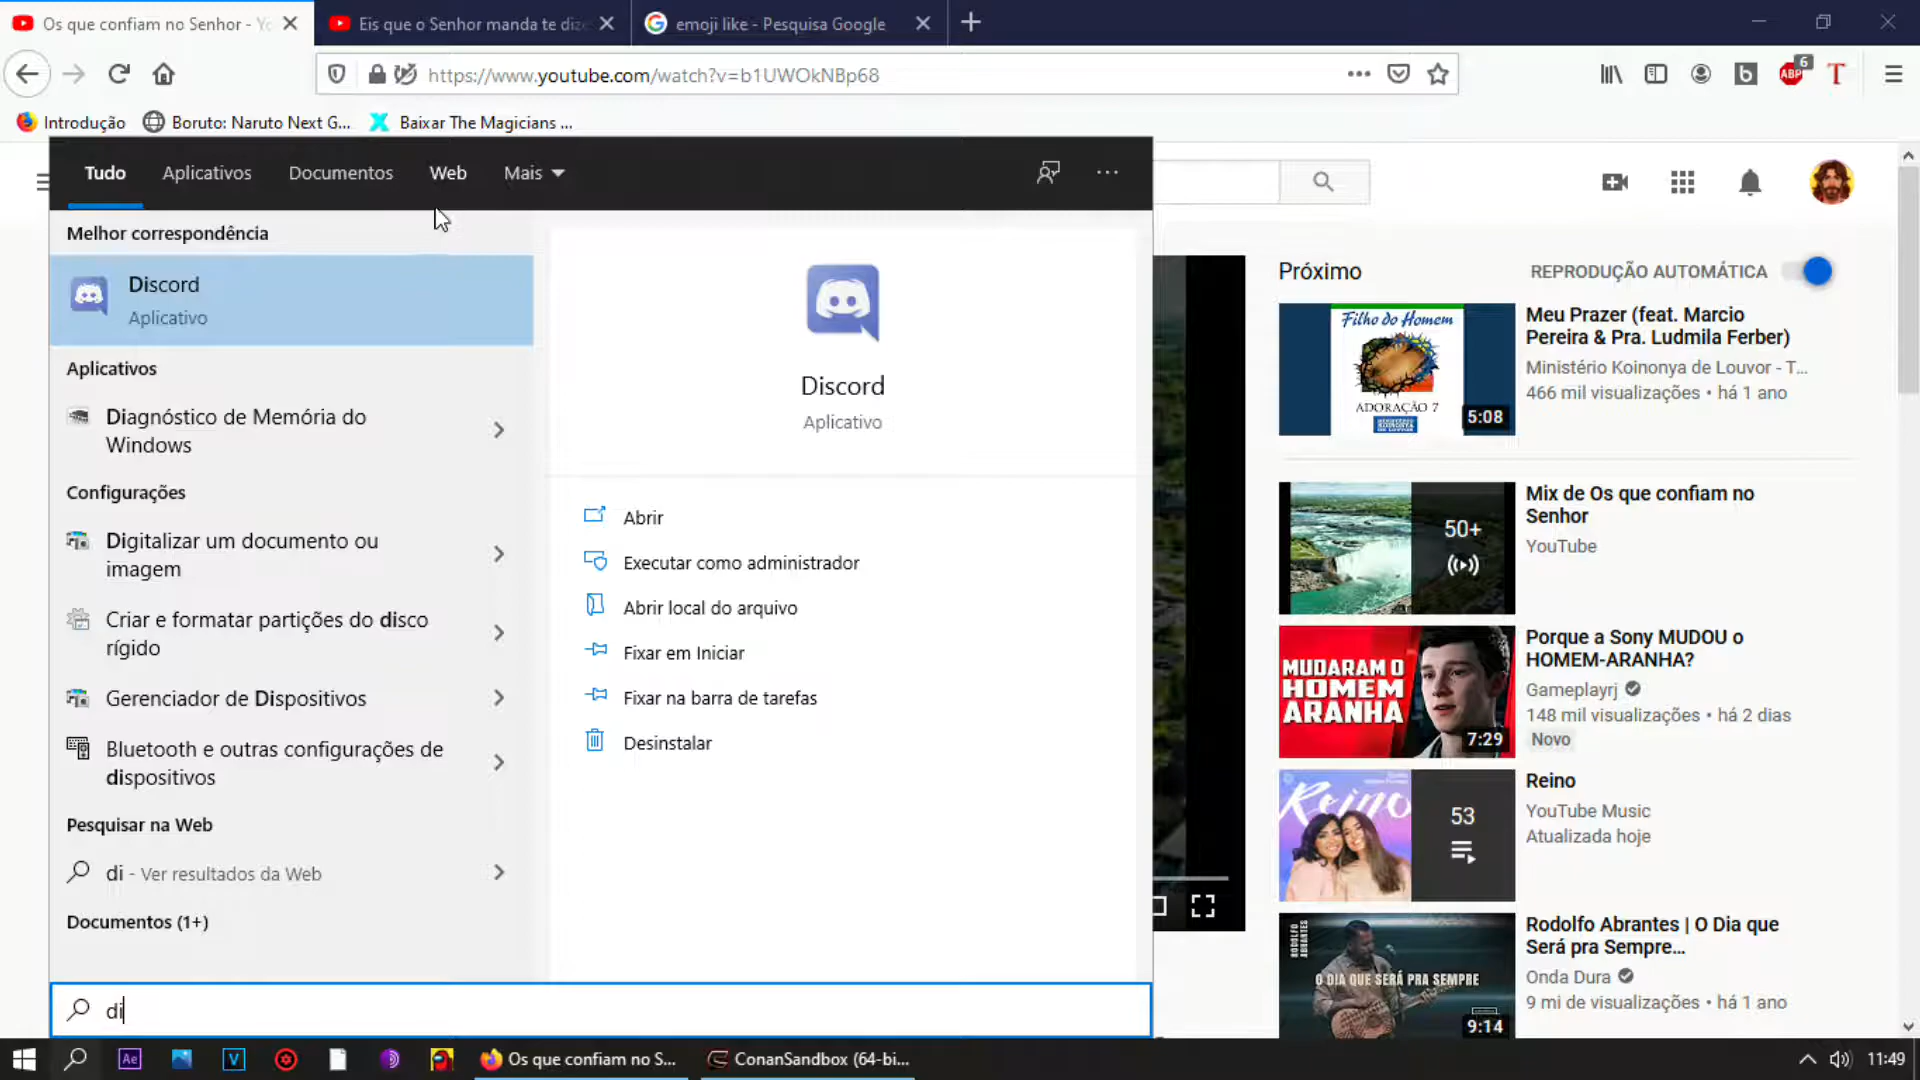 Os que confiam no Senhor - Yo
Eis que o Senhor manda te dize
emoji like - Pesquisa Google
https://www.youtube.com/watch?v=b1UWOkNBp68
6
ABP
Introdução
Boruto: Naruto Next G...
Baixar The Magicians ...
Tudo
Aplicativos
Documentos
Web
Mais
Melhor correspondência
Discord
Aplicativo
Aplicativos
Diagnóstico de Memória do
Windows
Configurações
Digitalizar um documento ou
imagem
Criar e formatar partições do disco
rígido
Gerenciador de Dispositivos
Bluetooth e outras configurações de
dispositivos
Pesquisar na Web
di - Ver resultados da Web
Documentos (1+)
di
Discord
Aplicativo
Abrir
Executar como administrador
Abrir local do arquivo
Fixar em Iniciar
Fixar na barra de tarefas
Desinstalar
Próximo
REPRODUÇÃO AUTOMÁTICA
Filho do Homem
ADORAÇÃO 7
5:08
Meu Prazer (feat. Marcio
Pereira & Pra. Ludmila Ferber)
Ministério Koinonya de Louvor - T...
466 mil visualizações • há 1 ano
50+
Mix de Os que confiam no
Senhor
YouTube
MUDARAM O
HOMEM
ARANHA
7:29
Porque a Sony MUDOU o
HOMEM-ARANHA?
Gameplayrj
148 mil visualizações • há 2 dias
Novo
Reino
53
Reino
YouTube Music
Atualizada hoje
RODOLFO
ABRANTES
O DIA QUE SERÁ PRA SEMPRE
9:14
Rodolfo Abrantes | O Dia que
Será pra Sempre...
Onda Dura
9 mi de visualizações • há 1 ano
Ae
V
Os que confiam no S...
ConanSandbox (64-bi...
11:49